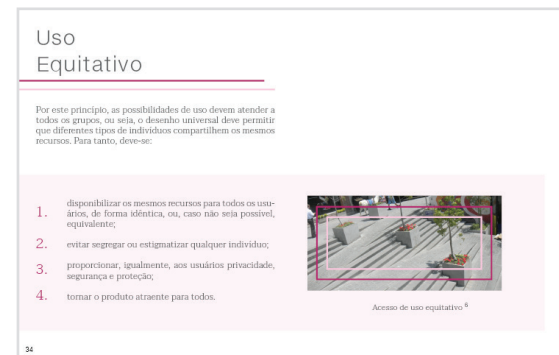 Uso
Equitativo
Por este princípio, as possibilidades de uso devem atender a
todos os grupos, ou seja, o desenho universal deve permitir
que diferentes tipos de indivíduos compartilhem os mesmos
recursos. Para tanto, deve-se:
1. disponibilizar os mesmos recursos para todos os usu-
ários, de forma idêntica, ou, caso não seja possível,
equivalente;
2. evitar segregar ou estigmatizar qualquer indivíduo;
3. proporcionar, igualmente, aos usuários privacidade,
segurança e proteção;
4. tornar o produto atraente para todos.
Acesso de uso equitativo 6
34